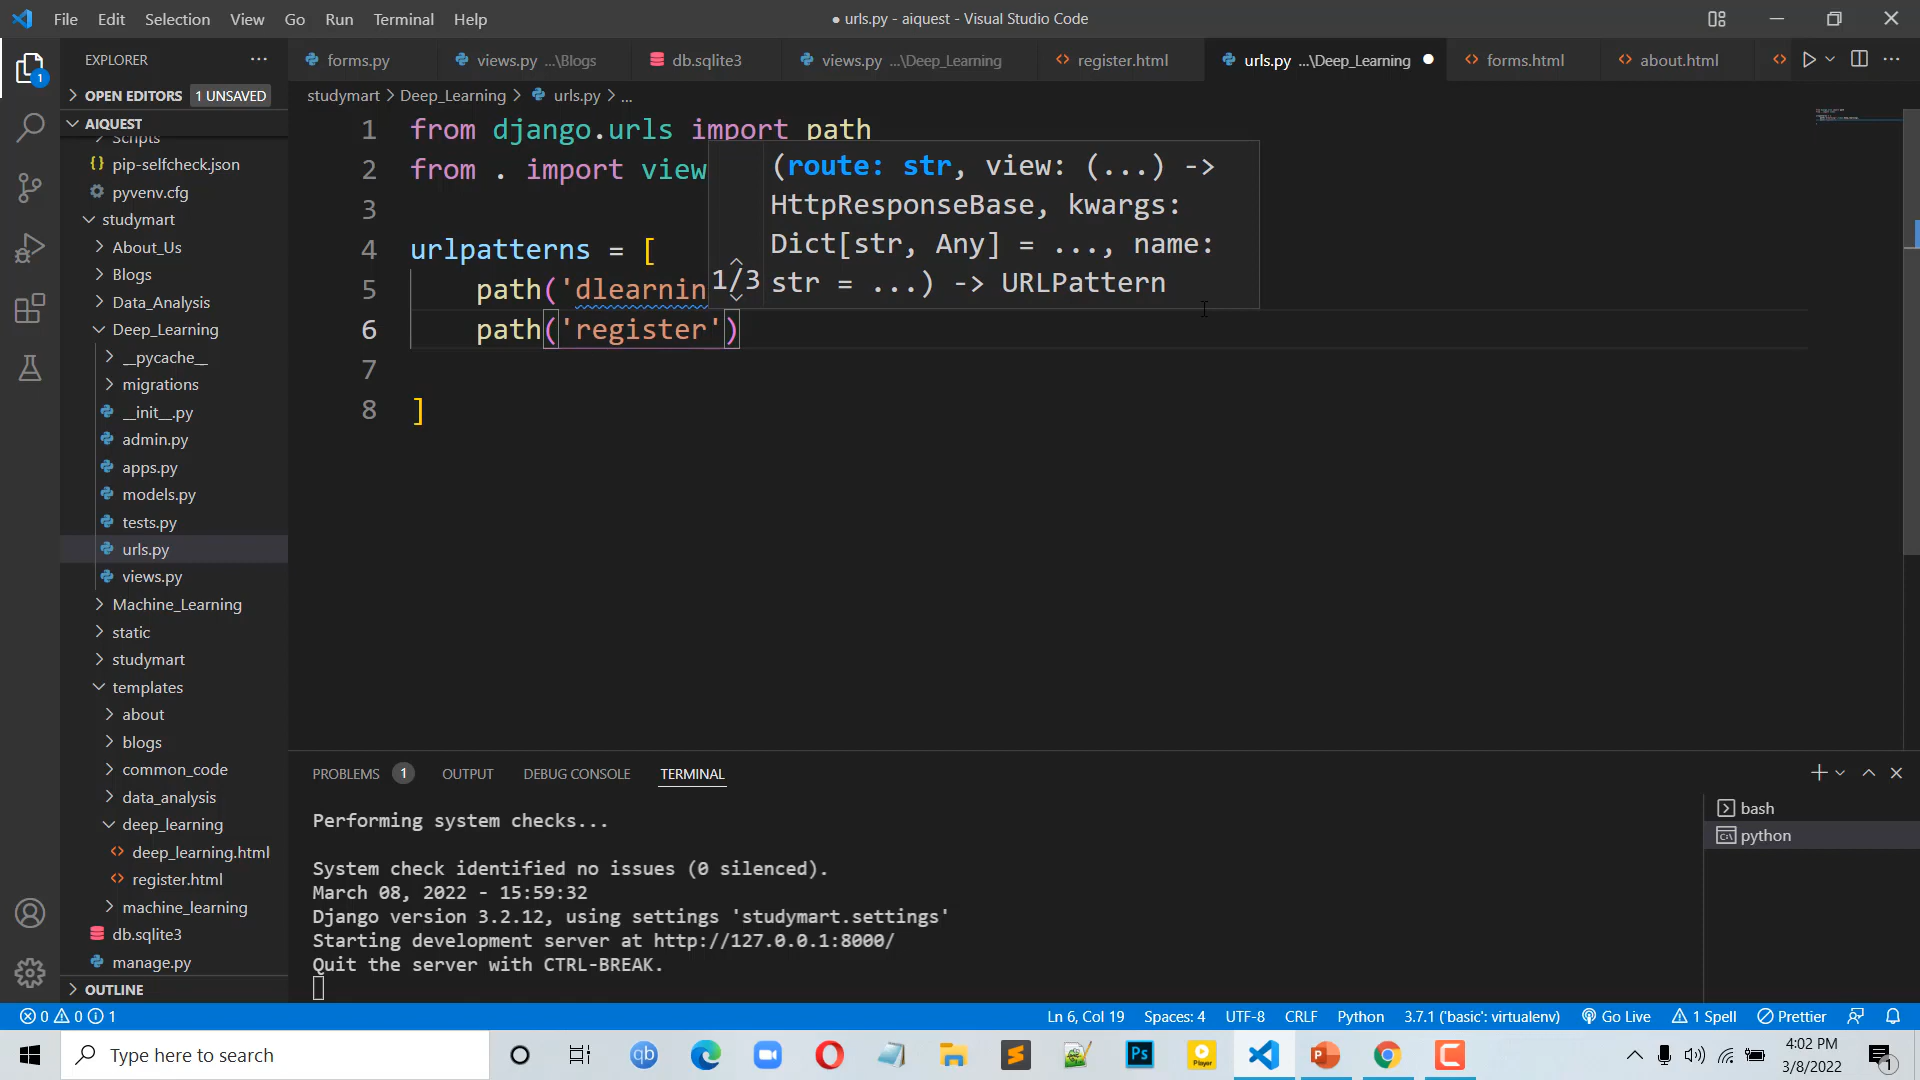 File Edit Selection View Go Run Terminal Help
● urls.py - aiquest - Visual Studio Code
EXPLORER
forms.py
views.py ...\Blogs
db.sqlite3
views.py ...\Deep_Learning
register.html
urls.py ...\Deep_Learning
forms.html
about.html
OPEN EDITORS 1 UNSAVED
AIQUEST
Scripts
pip-selfcheck.json
pyvenv.cfg
studymart
About_Us
Blogs
Data_Analysis
Deep_Learning
__pycache__
migrations
__init__.py
admin.py
apps.py
models.py
tests.py
urls.py
views.py
Machine_Learning
static
studymart
templates
about
blogs
common_code
data_analysis
deep_learning
deep_learning.html
register.html
machine_learning
db.sqlite3
manage.py
OUTLINE
studymart > Deep_Learning > urls.py > ...
1 from django.urls import path
2 from . import view
3
4 urlpatterns = [
5 path('dlearnin
6 path('register')
7
8 ]
(route: str, view: (...) ->
HttpResponseBase, kwargs:
Dict[str, Any] = ..., name:
1/3 str = ...) -> URLPattern
PROBLEMS 1 OUTPUT DEBUG CONSOLE TERMINAL
Performing system checks...
System check identified no issues (0 silenced).
March 08, 2022 - 15:59:32
Django version 3.2.12, using settings 'studymart.settings'
Starting development server at http://127.0.0.1:8000/
Quit the server with CTRL-BREAK.
bash
python
0 0 1
Ln 6, Col 19 Spaces: 4 UTF-8 CRLF Python 3.7.1 ('basic': virtualenv) Go Live 1 Spell Prettier
Type here to search
qb
Ps
Player
4:02 PM
3/8/2022
1